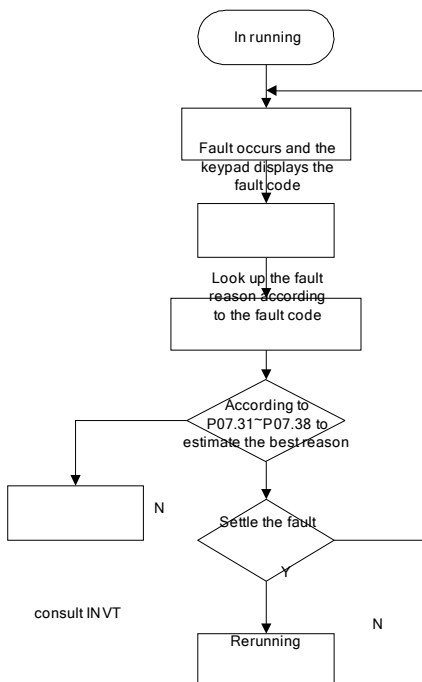 In running
Fault occurs and the
keypad displays the
fault code
Look up the fault
reason according
to the fault code
According to
P07.31~P07.38 to
estimate the best reason
N
Settle the fault
Y
consult INVT
N
Rerunning